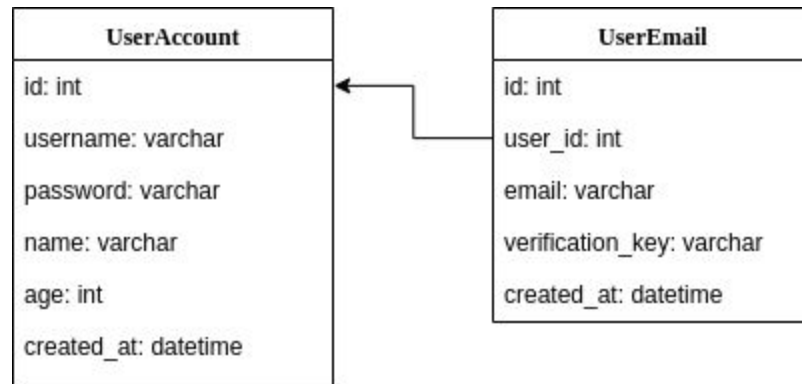 UserAccount
id: int
username: varchar
password: varchar
name: varchar
age: int
created_at: datetime
UserEmail
id: int
user_id: int
email: varchar
verification_key: varchar
created_at: datetime